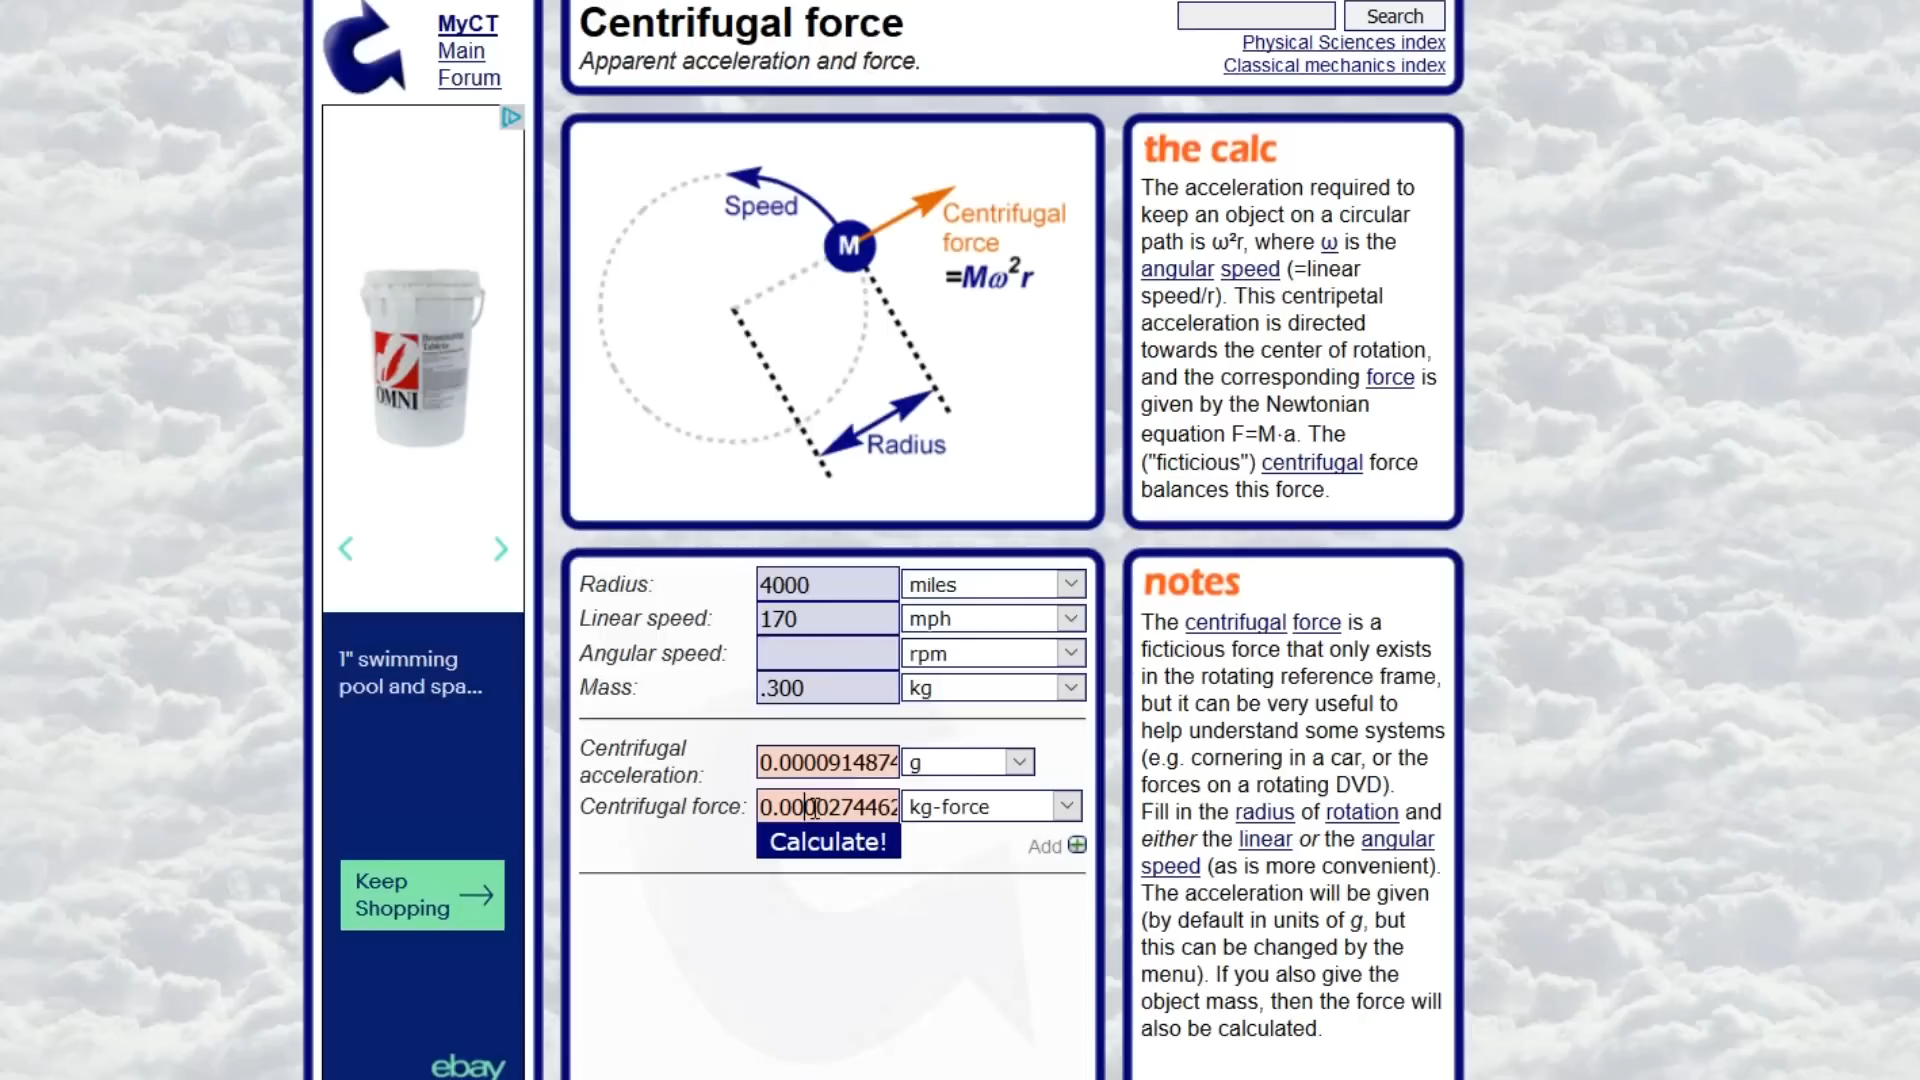 MyCT
Main
Forum
OMNI
1" swimming
pool and spa...
Keep
Shopping
ebay
Centrifugal force
Apparent acceleration and force.
Search
Physical Sciences index
Classical mechanics index
Speed
M
Centrifugal
force
=Mω²r
Radius
the calc
The acceleration required to
keep an object on a circular
path is ω²r, where ω is the
angular speed (=linear
speed/r). This centripetal
acceleration is directed
towards the center of rotation,
and the corresponding force is
given by the Newtonian
equation F=M·a. The
("ficticious") centrifugal force
balances this force.
Radius: 4000 miles
Linear speed: 170 mph
Angular speed: rpm
Mass: .300 kg
Centrifugal
acceleration: 0.0000914874 g
Centrifugal force: 0.0000274462 kg-force
Calculate!
Add
notes
The centrifugal force is a
ficticious force that only exists
in the rotating reference frame,
but it can be very useful to
help understand some systems
(e.g. cornering in a car, or the
forces on a rotating DVD).
Fill in the radius of rotation and
either the linear or the angular
speed (as is more convenient).
The acceleration will be given
(by default in units of g, but
this can be changed by the
menu). If you also give the
object mass, then the force will
also be calculated.